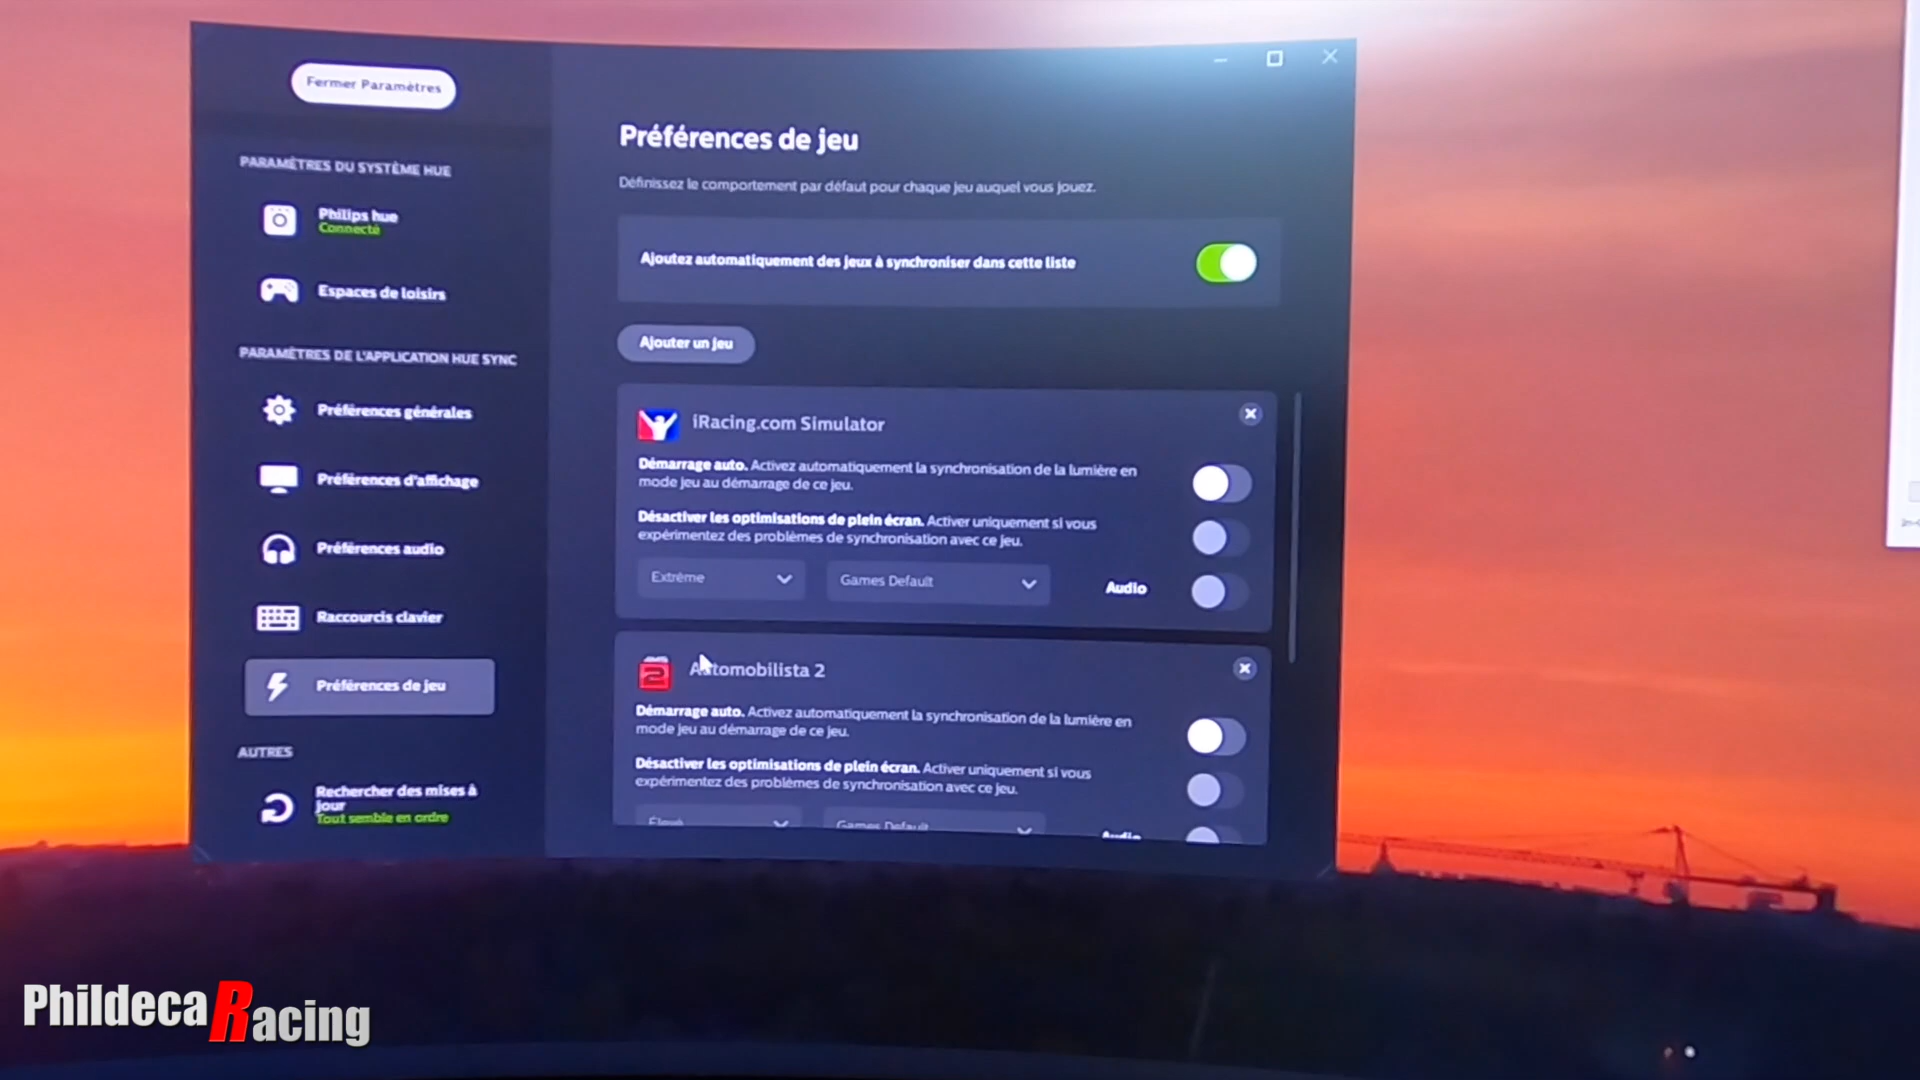 Fermer Paramètres
PARAMÈTRES DU SYSTÈME HUE
Philips hue
Connecté
Espaces de loisirs
PARAMÈTRES DE L'APPLICATION HUE SYNC
Préférences générales
Préférences d'affichage
Préférences audio
Raccourcis clavier
Préférences de jeu
AUTRES
Rechercher des mises à
jour
Tout semble en ordre
Préférences de jeu
Définissez le comportement par défaut pour chaque jeu auquel vous jouez.
Ajoutez automatiquement des jeux à synchroniser dans cette liste
Ajouter un jeu
iRacing.com Simulator
Démarrage auto. Activez automatiquement la synchronisation de la lumière en
mode jeu au démarrage de ce jeu.
Désactiver les optimisations de plein écran. Activer uniquement si vous
expérimentez des problèmes de synchronisation avec ce jeu.
Extrême
Games Default
Audio
Automobilista 2
Démarrage auto. Activez automatiquement la synchronisation de la lumière en
mode jeu au démarrage de ce jeu.
Désactiver les optimisations de plein écran. Activer uniquement si vous
expérimentez des problèmes de synchronisation avec ce jeu.
Élevé
Games Default
Audio
Phildeca Racing